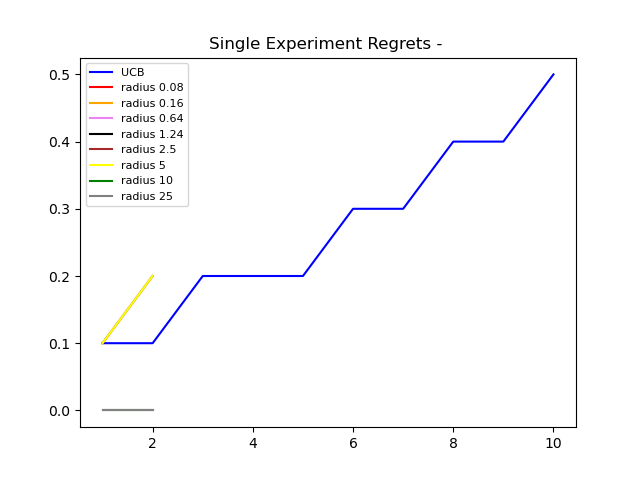 Single Experiment Regrets -
UCB
radius 0.08
radius 0.16
radius 0.64
radius 1.24
radius 2.5
radius 5
radius 10
radius 25
0.5
0.4
0.3
0.2
0.1
0.0
2 4 6 8 10